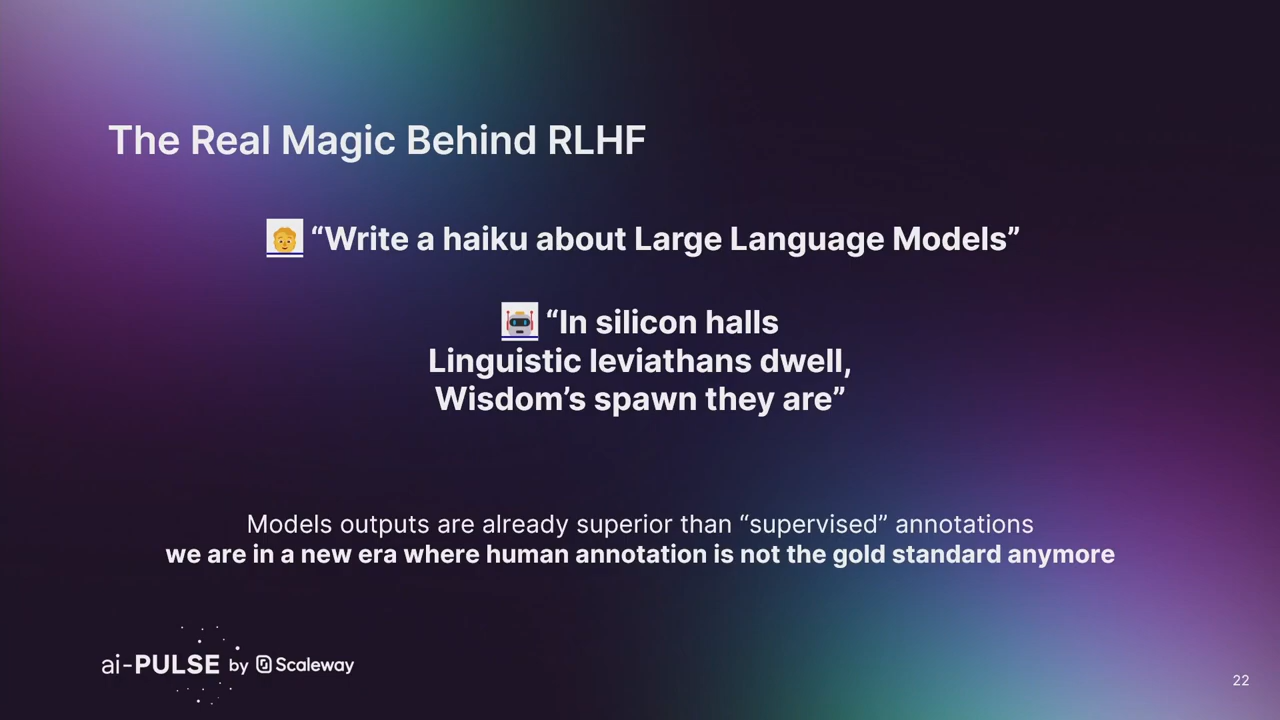 The Real Magic Behind RLHF
“Write a haiku about Large Language Models”
“In silicon halls
Linguistic leviathans dwell,
Wisdom’s spawn they are”
Models outputs are already superior than “supervised” annotations
we are in a new era where human annotation is not the gold standard anymore
ai-PULSE by Scaleway
22